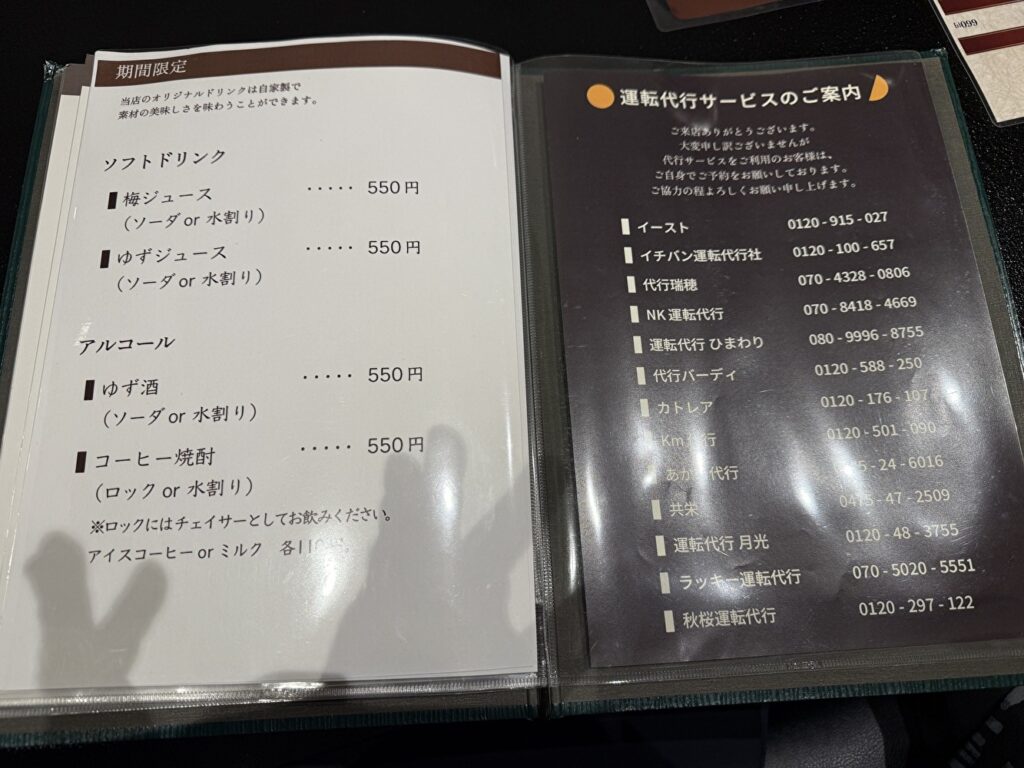 期間限定
当店のオリジナルドリンクは自家製で
素材の美味しさを味わうことができます。
ソフトドリンク
梅ジュース ・・・・・ 550円
（ソーダ or 水割り）
ゆずジュース ・・・・・ 550円
（ソーダ or 水割り）
アルコール
ゆず酒 ・・・・・ 550円
（ソーダ or 水割り）
コーヒー焼酎 ・・・・・ 550円
（ロック or 水割り）
※ロックにはチェイサーとしてお飲みください。
アイスコーヒー or ミルク 各
運転代行サービスのご案内
ご来店ありがとうございます。
大変申し訳ございませんが
代行サービスをご利用のお客様は、
ご自身でご予約をお願いしております。
ご協力の程よろしくお願い申し上げます。
イースト 0120 - 915 - 027
イチバン運転代行社 0120 - 100 - 657
代行瑞穂 070 - 4328 - 0806
NK 運転代行 070 - 8418 - 4669
運転代行 ひまわり 080 - 9996 - 8755
代行バーディ 0120 - 588 - 250
カトレア 0120 - 176 - 107
Km 代行 0120 - 501 - 090
代行 - 24 - 6016
共栄 0475 - 47 - 2509
運転代行 月光 0120 - 48 - 3755
ラッキー運転代行 070 - 5020 - 5551
秋桜運転代行 0120 - 297 - 122